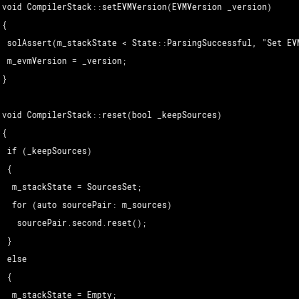 void CompilerStack::setEVMVersion(EVMVersion _version)
{
solAssert(m_stackState < State::ParsingSuccessful, "Set EVM
m_evmVersion = _version;
}
void CompilerStack::reset(bool _keepSources)
{
if (_keepSources)
{
m_stackState = SourcesSet;
for (auto sourcePair: m_sources)
sourcePair.second.reset();
}
else
{
m_stackState = Empty;